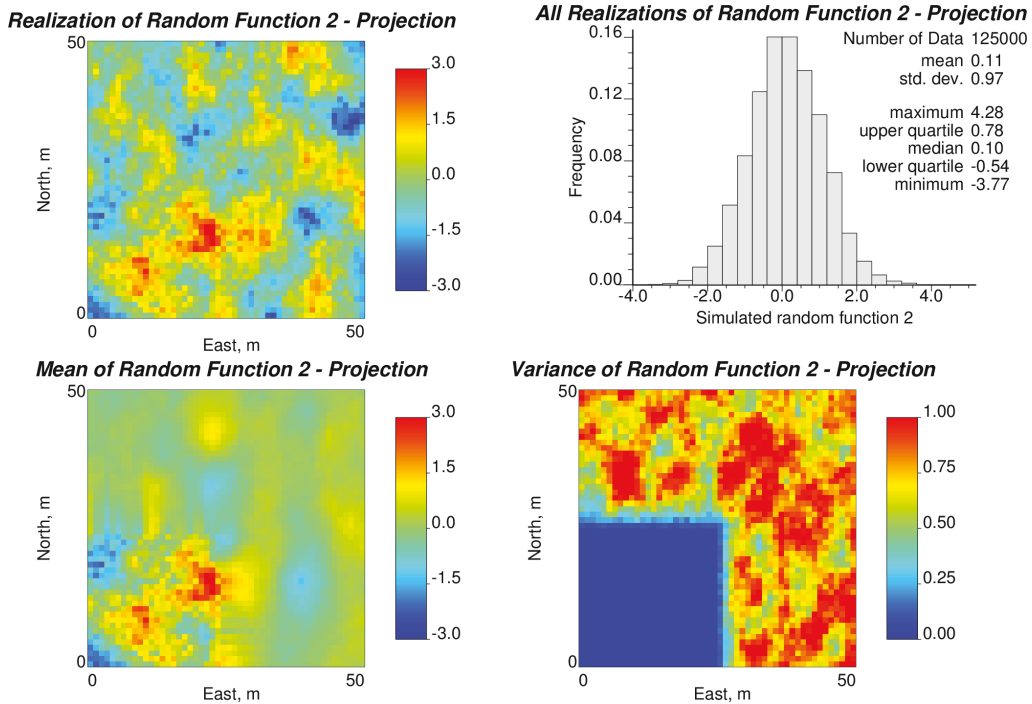 Realization of Random Function 2 - Projection
50
North, m
0
0
50
East, m
3.0
1.5
0.0
-1.5
-3.0
All Realizations of Random Function 2 - Projection
Number of Data 125000
mean 0.11
std. dev. 0.97
maximum 4.28
upper quartile 0.78
median 0.10
lower quartile -0.54
minimum -3.77
Frequency
0.16
0.12
0.08
0.04
0.00
-4.0 -2.0 0.0 2.0 4.0
Simulated random function 2
Mean of Random Function 2 - Projection
50
North, m
0
0
50
East, m
3.0
1.5
0.0
-1.5
-3.0
Variance of Random Function 2 - Projection
50
North, m
0
0
50
East, m
1.00
0.75
0.50
0.25
0.00